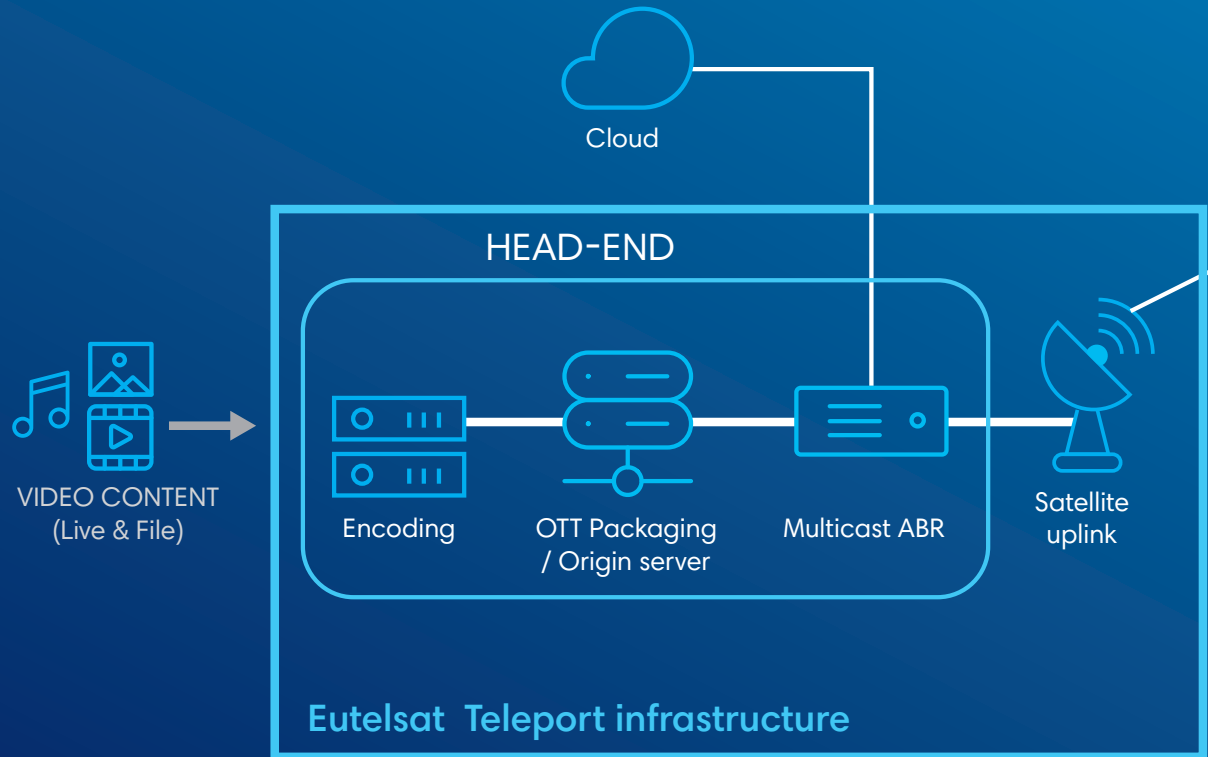 Cloud
HEAD-END
VIDEO CONTENT
(Live & File)
Encoding
OTT Packaging
/ Origin server
Multicast ABR
Satellite
uplink
Eutelsat Teleport infrastructure